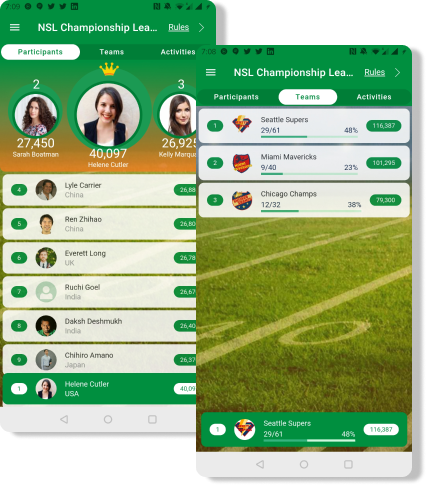 7:09
NSL Championship Lea... Rules
Participants Teams Activities
2
27,450
Sarah Boatman
40,097
Helene Cutler
3
26,925
Kelly Marqu
4 Lyle Carrier 26,88
China
5 Ren Zhihao 26,80
China
6 Everett Long 26,78
UK
7 Ruchi Goel 26,67
India
8 Daksh Deshmukh 26,40
India
9 Chihiro Amano 26,37
Japan
1 Helene Cutler 40,09
USA
NSL Championship Lea... Rules
Participants Teams Activities
1 Seattle Supers 116,387
29/61 48%
2 Miami Mavericks 101,295
9/40 23%
3 Chicago Champs 79,300
12/32 38%
1 Seattle Supers 116,387
29/61 48%